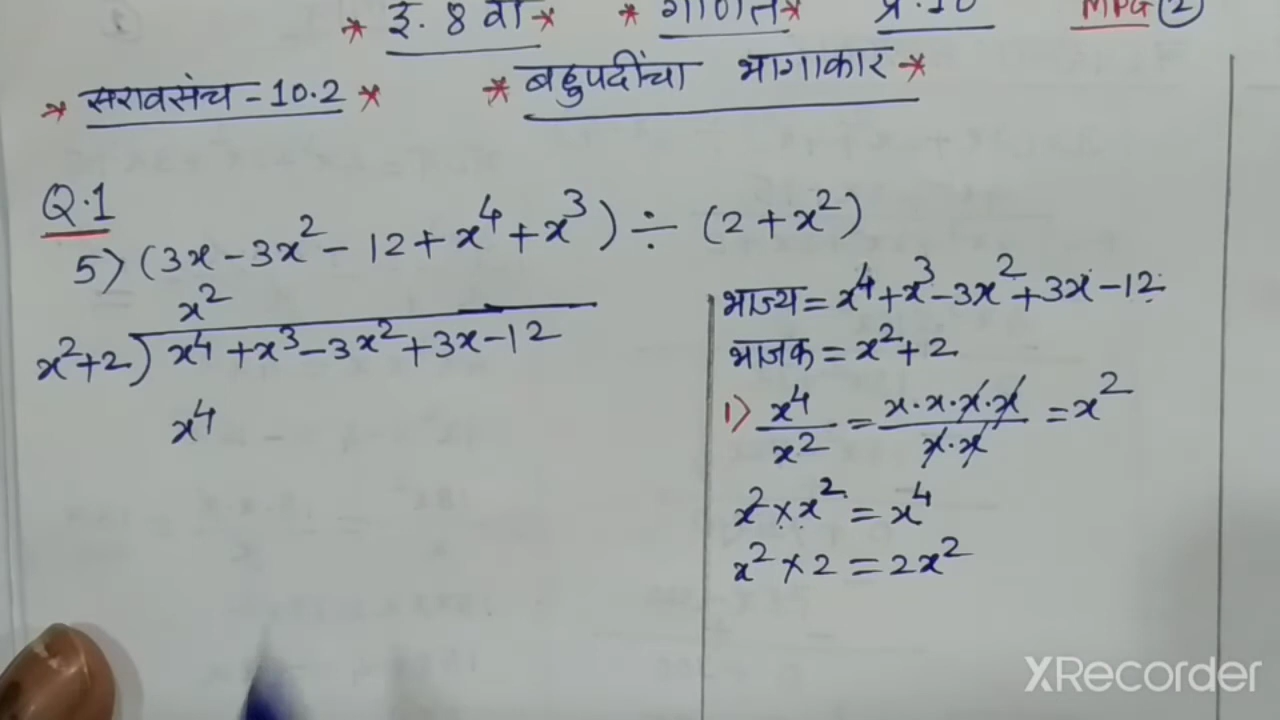 * इ. 8 वी * * गणित * प्र. 10 MPG 2
* सरावसंच - 10.2 * * बहुपदींचा भागाकार *
Q.1
5) (3x - 3x² - 12 + x⁴ + x³) ÷ (2 + x²)
x²
x²+2) x⁴ + x³ - 3x² + 3x - 12
x⁴
भाज्य = x⁴ + x³ - 3x² + 3x - 12
भाजक = x² + 2
1) x⁴/x² = x·x·x·x/x·x = x²
x² × x² = x⁴
x² × 2 = 2x²
XRecorder